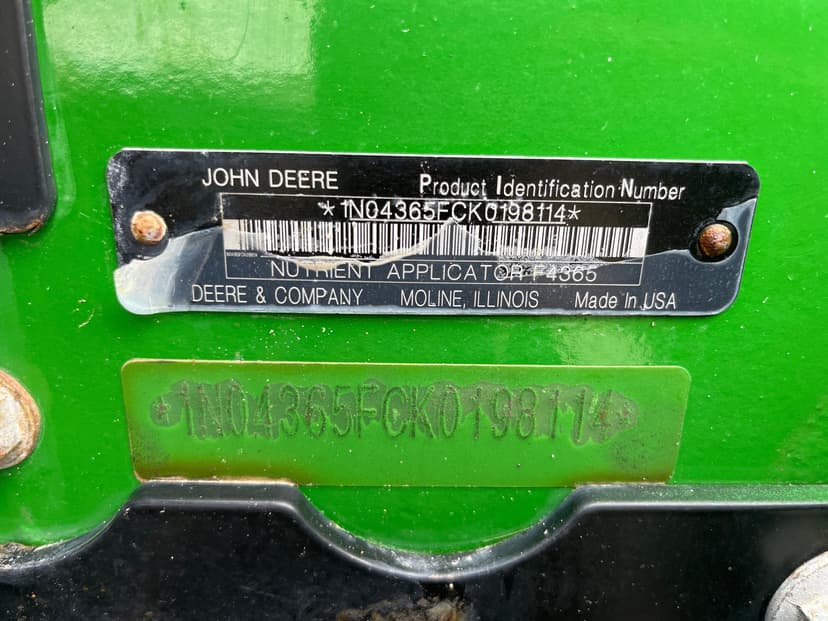 JOHN DEERE Product Identification Number
*1N04365FCK0198114*
NUTRIENT APPLICATOR F4365
DEERE & COMPANY MOLINE, ILLINOIS Made In USA
*1N04365FCK0198114*